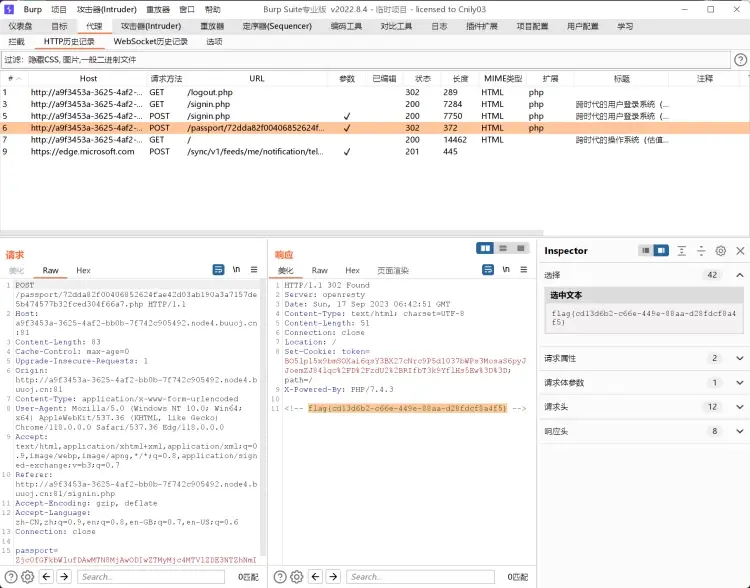 Burp 项目 攻击器(Intruder) 重放器 窗口 帮助 Burp Suite专业版 v2022.8.4 - 临时项目 - licensed to Cnily03
仪表盘 目标 代理 攻击器(Intruder) 重放器 定序器(Sequencer) 编码工具 对比工具 日志 插件扩展 项目配置 用户配置 学习
拦截 HTTP历史记录 WebSocket历史记录 选项
过滤: 隐藏CSS, 图片,一般二进制文件
# Host 请求方法 URL 参数 已编辑 状态 长度 MIME类型 扩展 标题 注释
1 http://a9f3453a-3625-4af2-... GET /logout.php 302 289 HTML php
3 http://a9f3453a-3625-4af2-... GET /signin.php 200 7284 HTML php 跨时代的用户登录系统 (...
5 http://a9f3453a-3625-4af2-... POST /signin.php ✓ 200 7750 HTML php 跨时代的用户登录系统 (...
6 http://a9f3453a-3625-4af2-... POST /passport/72dda82f00406852624f... ✓ 302 372 HTML php
7 http://a9f3453a-3625-4af2-... GET / 200 14462 HTML 跨时代的操作系统 (估值...
9 https://edge.microsoft.com POST /sync/v1/feeds/me/notification/tel... ✓ 201 445
请求
美化 Raw Hex \n
1 POST
/passport/72dda82f00406852624fae42d03ab190a3a7157de
5b474577b32fced304f66a7.php HTTP/1.1
2 Host:
a9f3453a-3625-4af2-bb0b-7f742c905492.node4.buuoj.cn
:81
3 Content-Length: 83
4 Cache-Control: max-age=0
5 Upgrade-Insecure-Requests: 1
6 Origin:
http://a9f3453a-3625-4af2-bb0b-7f742c905492.node4.b
uuoj.cn:81
7 Content-Type: application/x-www-form-urlencoded
8 User-Agent: Mozilla/5.0 (Windows NT 10.0; Win64;
x64) AppleWebKit/537.36 (KHTML, like Gecko)
Chrome/118.0.0.0 Safari/537.36 Edg/118.0.0.0
9 Accept:
text/html,application/xhtml+xml,application/xml;q=0
.9,image/webp,image/apng,*/*;q=0.8,application/sign
ed-exchange;v=b3;q=0.7
10 Referer:
http://a9f3453a-3625-4af2-bb0b-7f742c905492.node4.b
uuoj.cn:81/signin.php
11 Accept-Encoding: gzip, deflate
12 Accept-Language:
zh-CN,zh;q=0.9,en;q=0.8,en-GB;q=0.7,en-US;q=0.6
13 Connection: close
14
15 passport=
Search... 0匹配
响应
美化 Raw Hex 页面渲染 \n
1 HTTP/1.1 302 Found
2 Server: openresty
3 Date: Sun, 17 Sep 2023 06:42:51 GMT
4 Content-Type: text/html; charset=UTF-8
5 Content-Length: 51
6 Connection: close
7 Location: /
8 Set-Cookie: token=
path=/
9 X-Powered-By: PHP/7.4.3
10
11 <!-- flag{cd13d6b2-c66e-449e-88aa-d28fdcf8a4f5} -->
Search... 0匹配
Inspector
选择 42
选中文本
flag{cd13d6b2-c66e-449e-88aa-d28fdcf8a4
f5}
请求属性 2
请求体参数 1
请求头 12
响应头 8